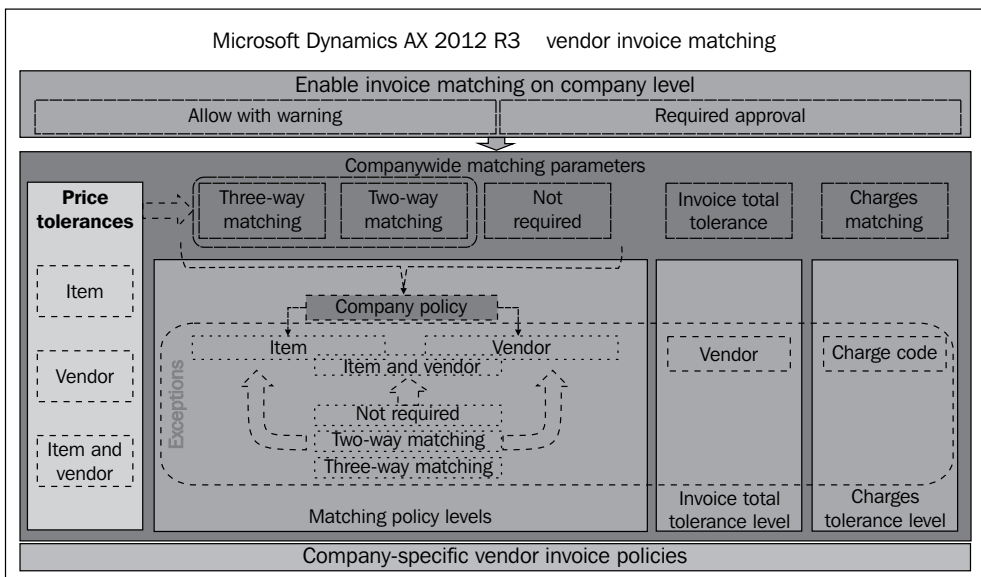 Microsoft Dynamics AX 2012 R3 vendor invoice matching
Enable invoice matching on company level
Allow with warning
Required approval
Companywide matching parameters
Price
tolerances
Three-way
matching
Two-way
matching
Not
required
Invoice total
tolerance
Charges
matching
Item
Vendor
Item and
vendor
Company policy
Exceptions
Item
Vendor
Item and vendor
Not required
Two-way matching
Three-way matching
Matching policy levels
Vendor
Invoice total
tolerance level
Charge code
Charges
tolerance level
Company-specific vendor invoice policies